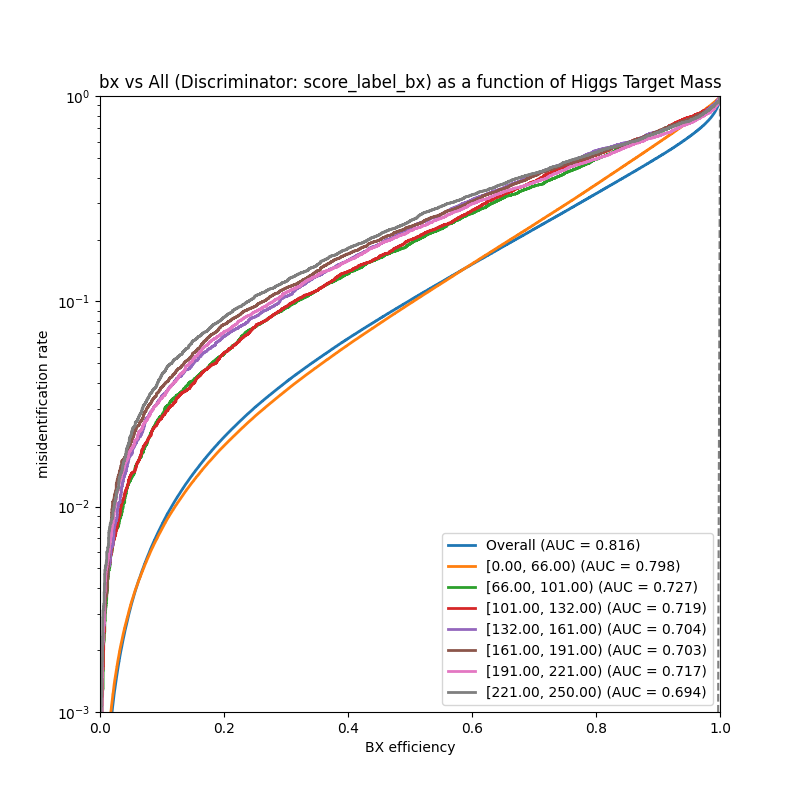 bx vs All (Discriminator: score_label_bx) as a function of Higgs Target Mass
10⁰
10⁻¹
10⁻²
10⁻³
misidentification rate
Overall (AUC = 0.816)
[0.00, 66.00) (AUC = 0.798)
[66.00, 101.00) (AUC = 0.727)
[101.00, 132.00) (AUC = 0.719)
[132.00, 161.00) (AUC = 0.704)
[161.00, 191.00) (AUC = 0.703)
[191.00, 221.00) (AUC = 0.717)
[221.00, 250.00) (AUC = 0.694)
0.0 0.2 0.4 0.6 0.8 1.0
BX efficiency